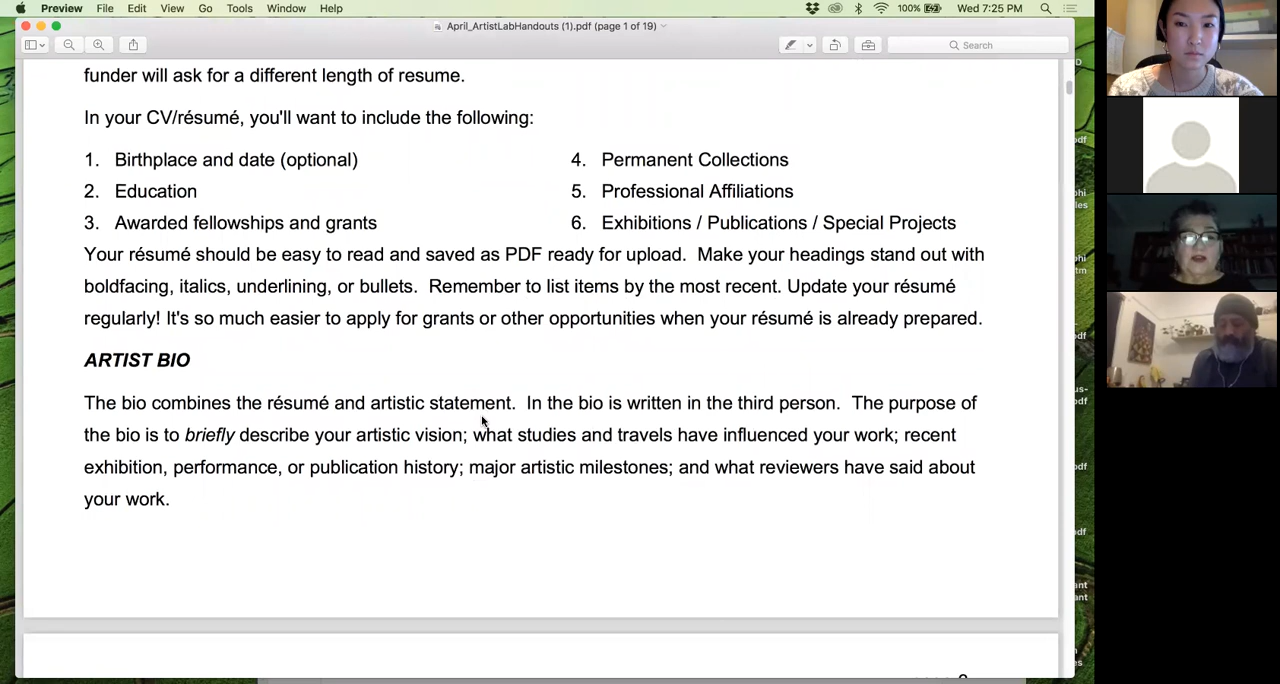 Preview File Edit View Go Tools Window Help 100% Wed 7:25 PM
April_ArtistLabHandouts (1).pdf (page 1 of 19)
Search
funder will ask for a different length of resume.
In your CV/résumé, you'll want to include the following:
1. Birthplace and date (optional)
2. Education
3. Awarded fellowships and grants
4. Permanent Collections
5. Professional Affiliations
6. Exhibitions / Publications / Special Projects
Your résumé should be easy to read and saved as PDF ready for upload. Make your headings stand out with
boldfacing, italics, underlining, or bullets. Remember to list items by the most recent. Update your résumé
regularly! It's so much easier to apply for grants or other opportunities when your résumé is already prepared.
ARTIST BIO
The bio combines the résumé and artistic statement. In the bio is written in the third person. The purpose of
the bio is to briefly describe your artistic vision; what studies and travels have influenced your work; recent
exhibition, performance, or publication history; major artistic milestones; and what reviewers have said about
your work.